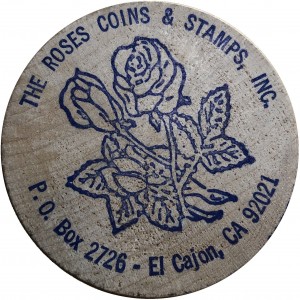 THE ROSES COINS & STAMPS, INC.
P.O. Box 2726 - El Cajon, CA 92021